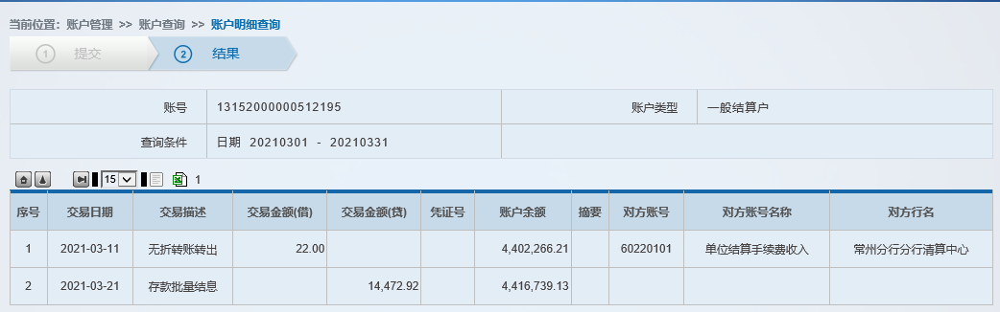 当前位置: 账户管理 >> 账户查询 >> 账户明细查询
1 提交 2 结果
账号 13152000000512195 账户类型 一般结算户
查询条件 日期 20210301 - 20210331
15 1
序号 交易日期 交易描述 交易金额(借) 交易金额(贷) 凭证号 账户余额 摘要 对方账号 对方账号名称 对方行名
1 2021-03-11 无折转账转出 22.00 4,402,266.21 60220101 单位结算手续费收入 常州分行分行清算中心
2 2021-03-21 存款批量结息 14,472.92 4,416,739.13